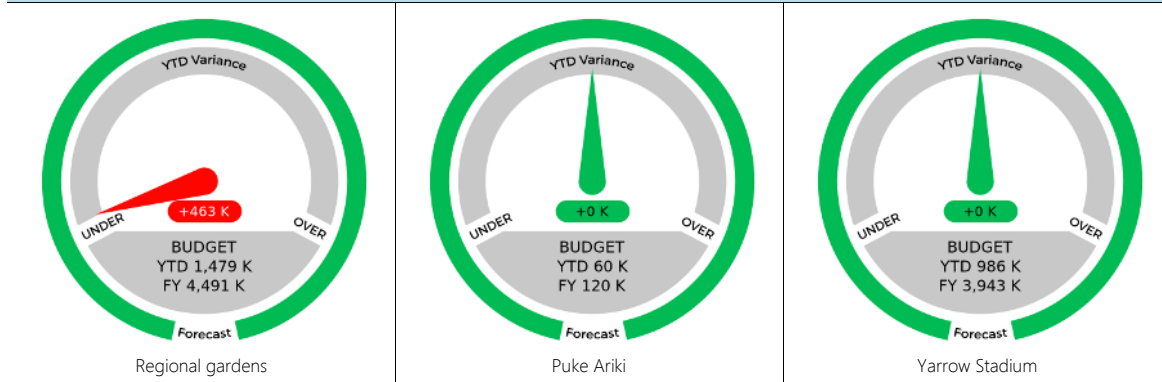 YTD Variance
+463 K
UNDER
OVER
BUDGET
YTD 1,479 K
FY 4,491 K
Forecast
Regional gardens
YTD Variance
+0 K
UNDER
OVER
BUDGET
YTD 60 K
FY 120 K
Forecast
Puke Ariki
YTD Variance
+0 K
UNDER
OVER
BUDGET
YTD 986 K
FY 3,943 K
Forecast
Yarrow Stadium